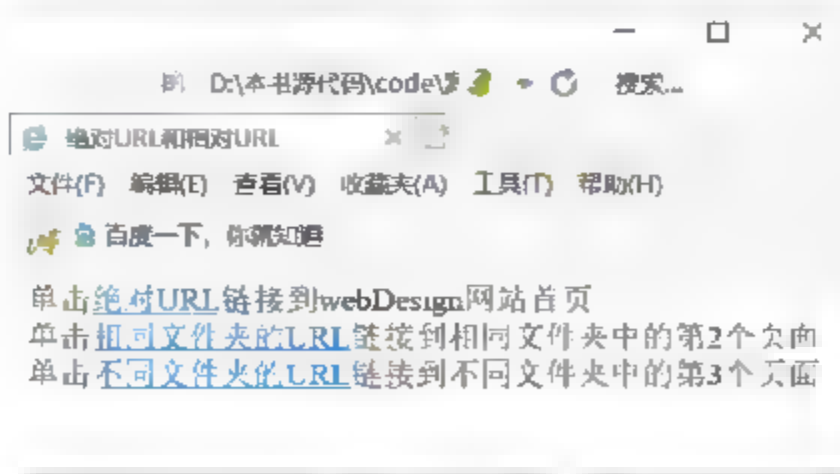 D:\本书源代码\code\第 搜索...
绝对URL和相对URL
文件(F) 编辑(E) 查看(V) 收藏夹(A) 工具(T) 帮助(H)
百度一下，你就知道
单击绝对URL链接到webDesign网站首页
单击相同文件夹的URL链接到相同文件夹中的第2个页面
单击不同文件夹的URL链接到不同文件夹中的第3个页面